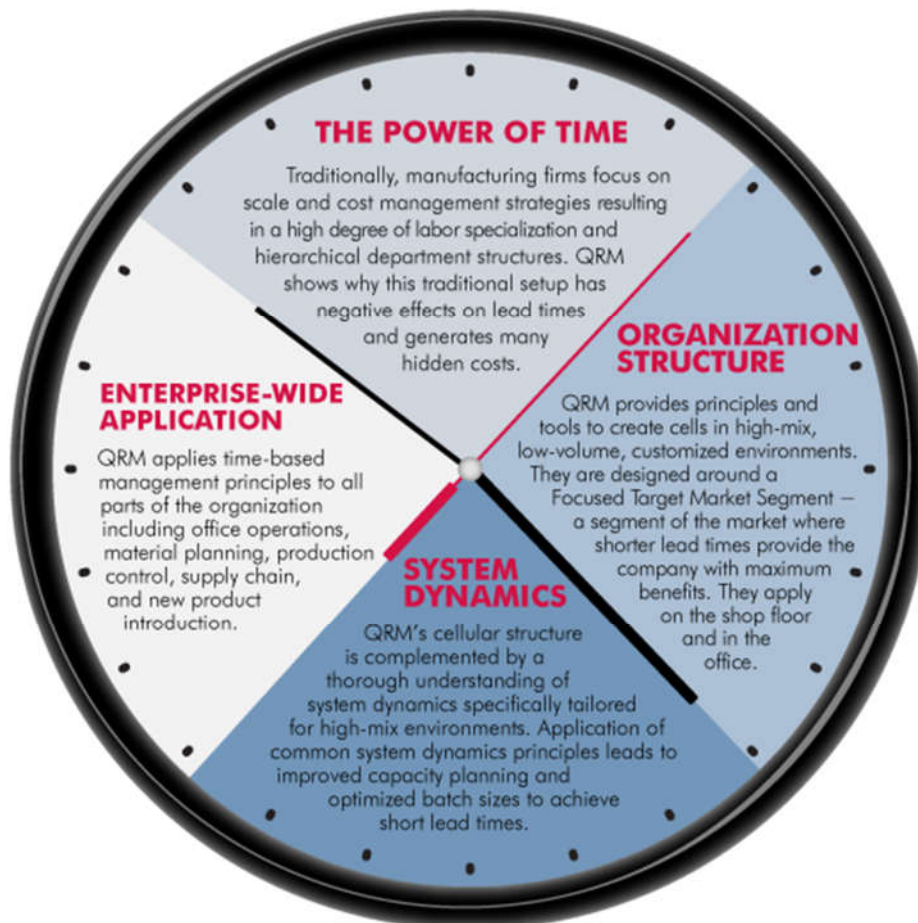 THE POWER OF TIME
Traditionally, manufacturing firms focus on
scale and cost management strategies resulting
in a high degree of labor specialization and
hierarchical department structures. QRM
shows why this traditional setup has
negative effects on lead times
and generates many
hidden costs.
ORGANIZATION
STRUCTURE
QRM provides principles and
tools to create cells in high-mix,
low-volume, customized environments.
They are designed around a
Focused Target Market Segment –
a segment of the market where
shorter lead times provide the
company with maximum
benefits. They apply
on the shop floor
and in the
office.
SYSTEM
DYNAMICS
QRM's cellular structure
is complemented by a
thorough understanding of
system dynamics specifically tailored
for high-mix environments. Application of
common system dynamics principles leads to
improved capacity planning and
optimized batch sizes to achieve
short lead times.
ENTERPRISE-WIDE
APPLICATION
QRM applies time-based
management principles to all
parts of the organization
including office operations,
material planning, production
control, supply chain,
and new product
introduction.